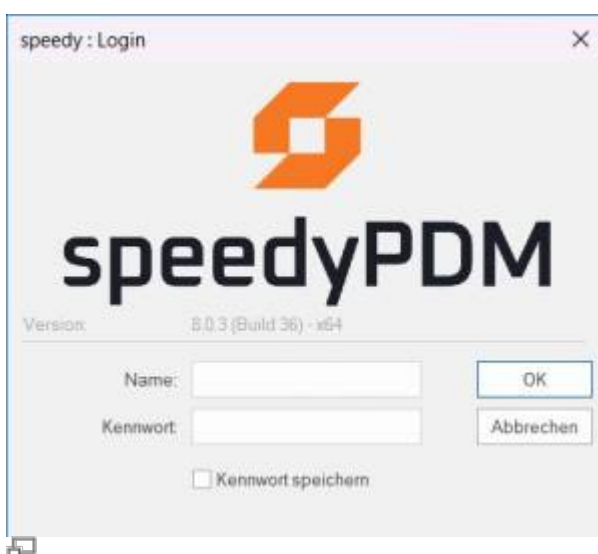 speedy : Login
speedyPDM
Version: 8.0.3 (Build 36) - x64
Name: OK
Kennwort: Abbrechen
Kennwort speichern